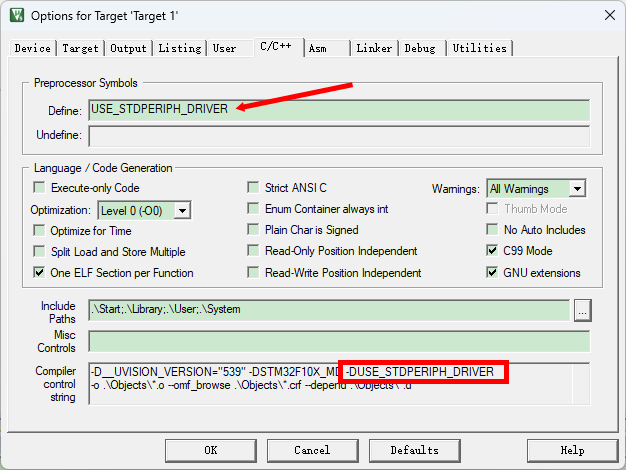 Options for Target 'Target 1'
Device Target Output Listing User C/C++ Asm Linker Debug Utilities
Preprocessor Symbols
Define: USE_STDPERIPH_DRIVER
Undefine:
Language / Code Generation
Execute-only Code Strict ANSI C Warnings: All Warnings
Optimization: Level 0 (-O0) Enum Container always int Thumb Mode
Optimize for Time Plain Char is Signed No Auto Includes
Split Load and Store Multiple Read-Only Position Independent C99 Mode
One ELF Section per Function Read-Write Position Independent GNU extensions
Include Paths .\Start;.\Library;.\User;.\System ...
Misc Controls
Compiler control string -D__UVISION_VERSION="539" -DSTM32F10X_MD -DUSE_STDPERIPH_DRIVER
-o .\Objects\*.o --omf_browse .\Objects\*.crf --depend .\Objects\*.d
OK Cancel Defaults Help